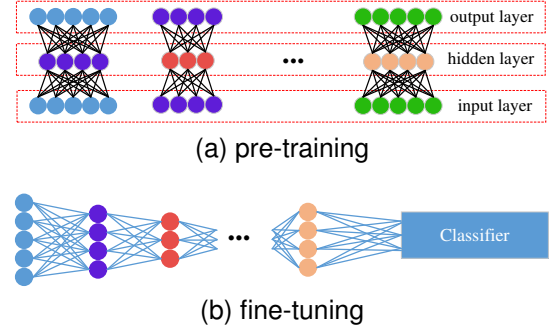 output layer
hidden layer
...
input layer
(a) pre-training
...
Classifier
(b) fine-tuning